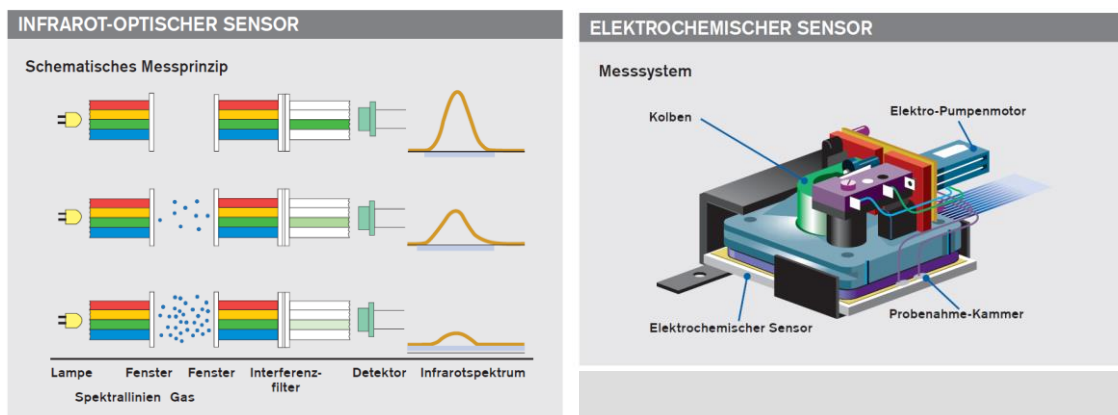 INFRAROT-OPTISCHER SENSOR
Schematisches Messprinzip
Lampe
Fenster
Fenster
Interferenz-
filter
Detektor
Infrarotspektrum
Spektrallinien
Gas
ELEKTROCHEMISCHER SENSOR
Messsystem
Kolben
Elektro-Pumpenmotor
Elektrochemischer Sensor
Probenahme-Kammer